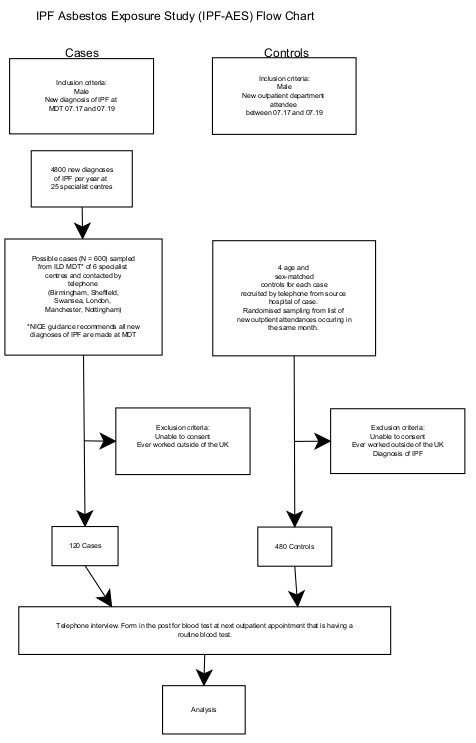 IPF Asbestos Exposure Study (IPF-AES) Flow Chart
Cases
Inclusion criteria:
Male
New diagnosis of IPF at
MDT 07.17 and 07.19
Controls
Inclusion criteria:
Male
New outpatient department
attendee
between 07.17 and 07.19
4800 new diagnoses
of IPF per year at
25 specialist centres
Possible cases (N = 600) sampled
from ILD MDT* of 6 specialist
centres and contacted by
telephone
(Birmingham, Sheffield,
Swansea, London,
Manchester, Nottingham)
*NICE guidance recommends all new
diagnoses of IPF are made at MDT
4 age and
sex-matched
controls for each case
recruited by telephone from source
hospital of case.
Randomised sampling from list of
new outptient attendances occuring in
the same month.
Exclusion criteria:
Unable to consent
Ever worked outside of the UK
Exclusion criteria:
Unable to consent
Ever worked outside of the UK
Diagnosis of IPF
120 Cases
480 Controls
Telephone interview. Form in the post for blood test at next outpatient appointment that is having a
routine blood test.
Analysis